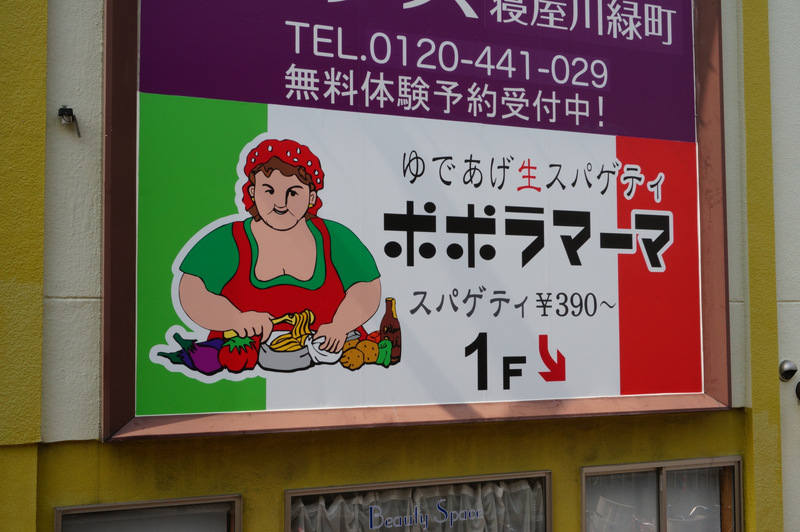 寝屋川緑町
TEL.0120-441-029
無料体験予約受付中!
ゆであげ生スパゲティ
ポポラマーマ
スパゲティ¥390~
1F
Beauty Space